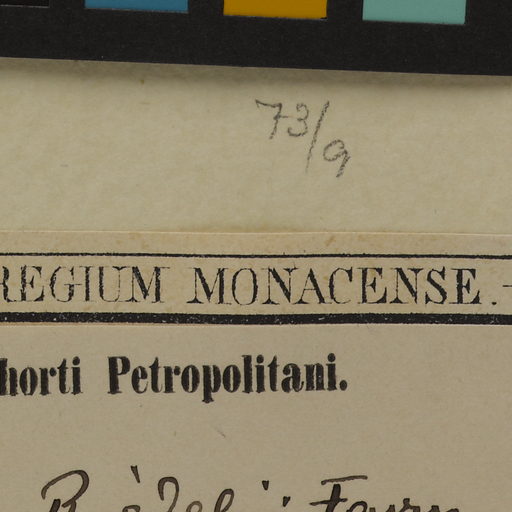 73/9
REGIUM MONACENSE.
horti Petropolitani.